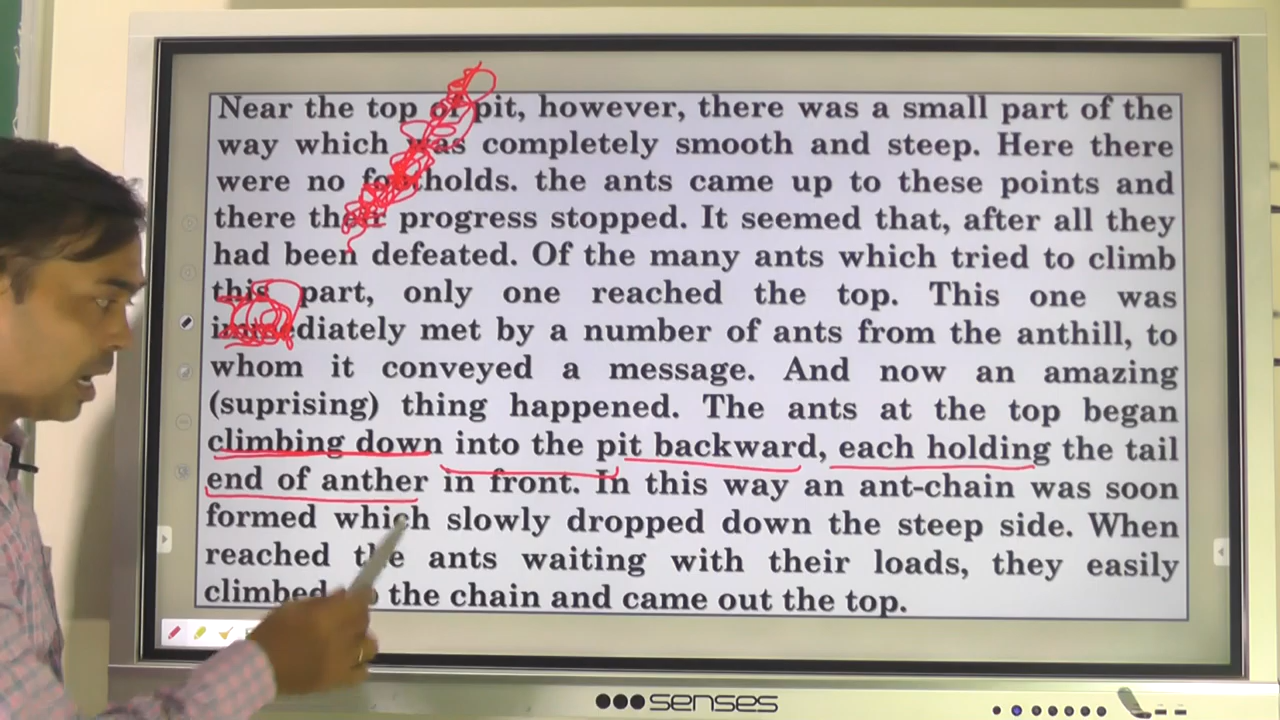 Near the top of pit, however, there was a small part of the
way which was completely smooth and steep. Here there
were no footholds. the ants came up to these points and
there their progress stopped. It seemed that, after all they
had been defeated. Of the many ants which tried to climb
this part, only one reached the top. This one was
immediately met by a number of ants from the anthill, to
whom it conveyed a message. And now an amazing
(suprising) thing happened. The ants at the top began
climbing down into the pit backward, each holding the tail
end of anther in front. In this way an ant-chain was soon
formed which slowly dropped down the steep side. When
reached the ants waiting with their loads, they easily
climbed the chain and came out the top.
senses